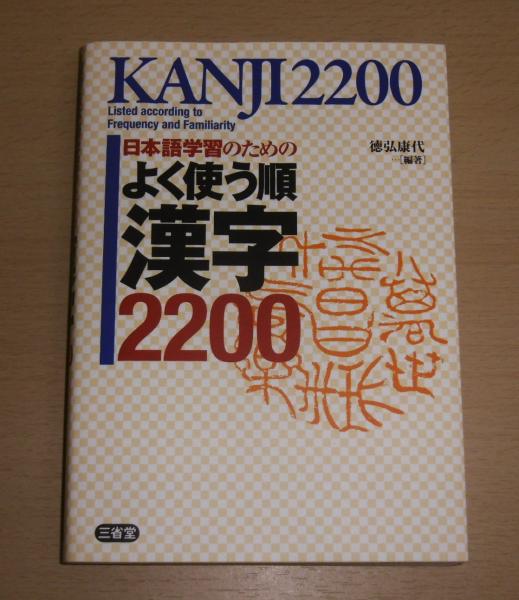 KANJI2200
Listed according to
Frequency and Familiarity
日本語学習のための
徳弘康代
…[編著]
よく使う順
漢字
2200
三省堂